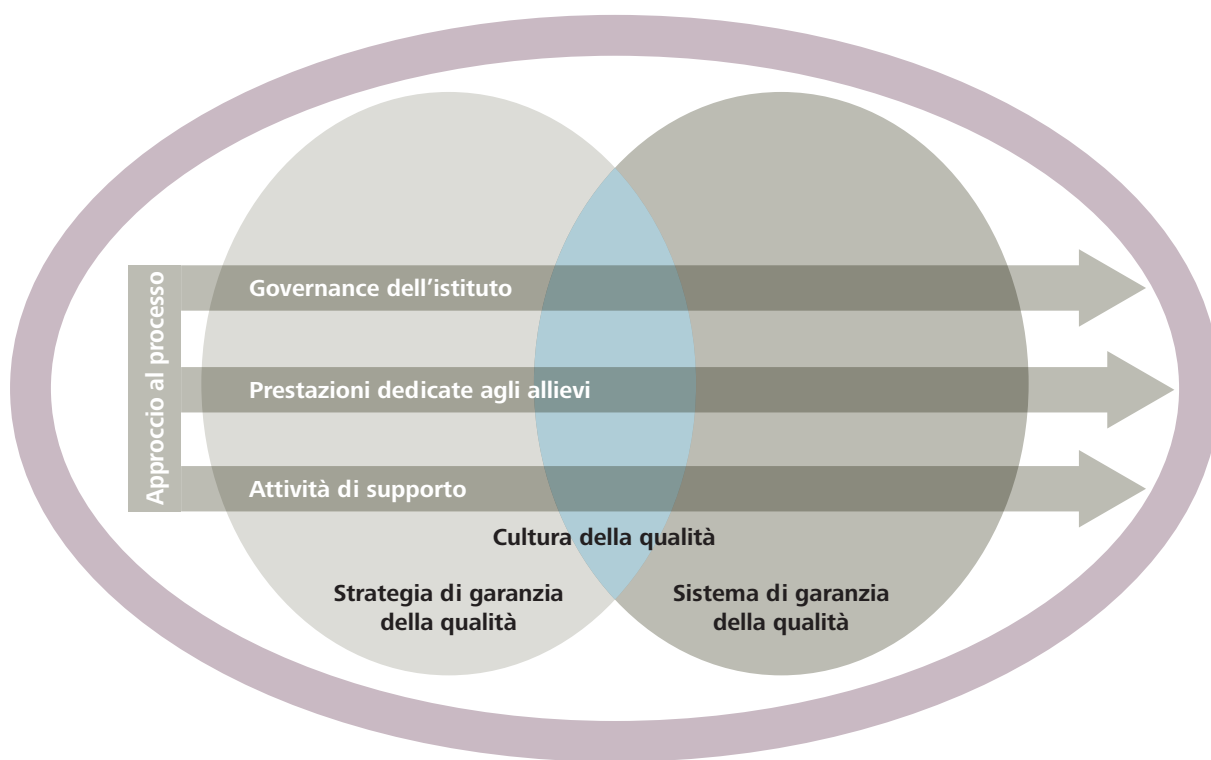 Approccio al processo
Governance dell'istituto
Prestazioni dedicate agli allievi
Attività di supporto
Cultura della qualità
Strategia di garanzia
della qualità
Sistema di garanzia
della qualità